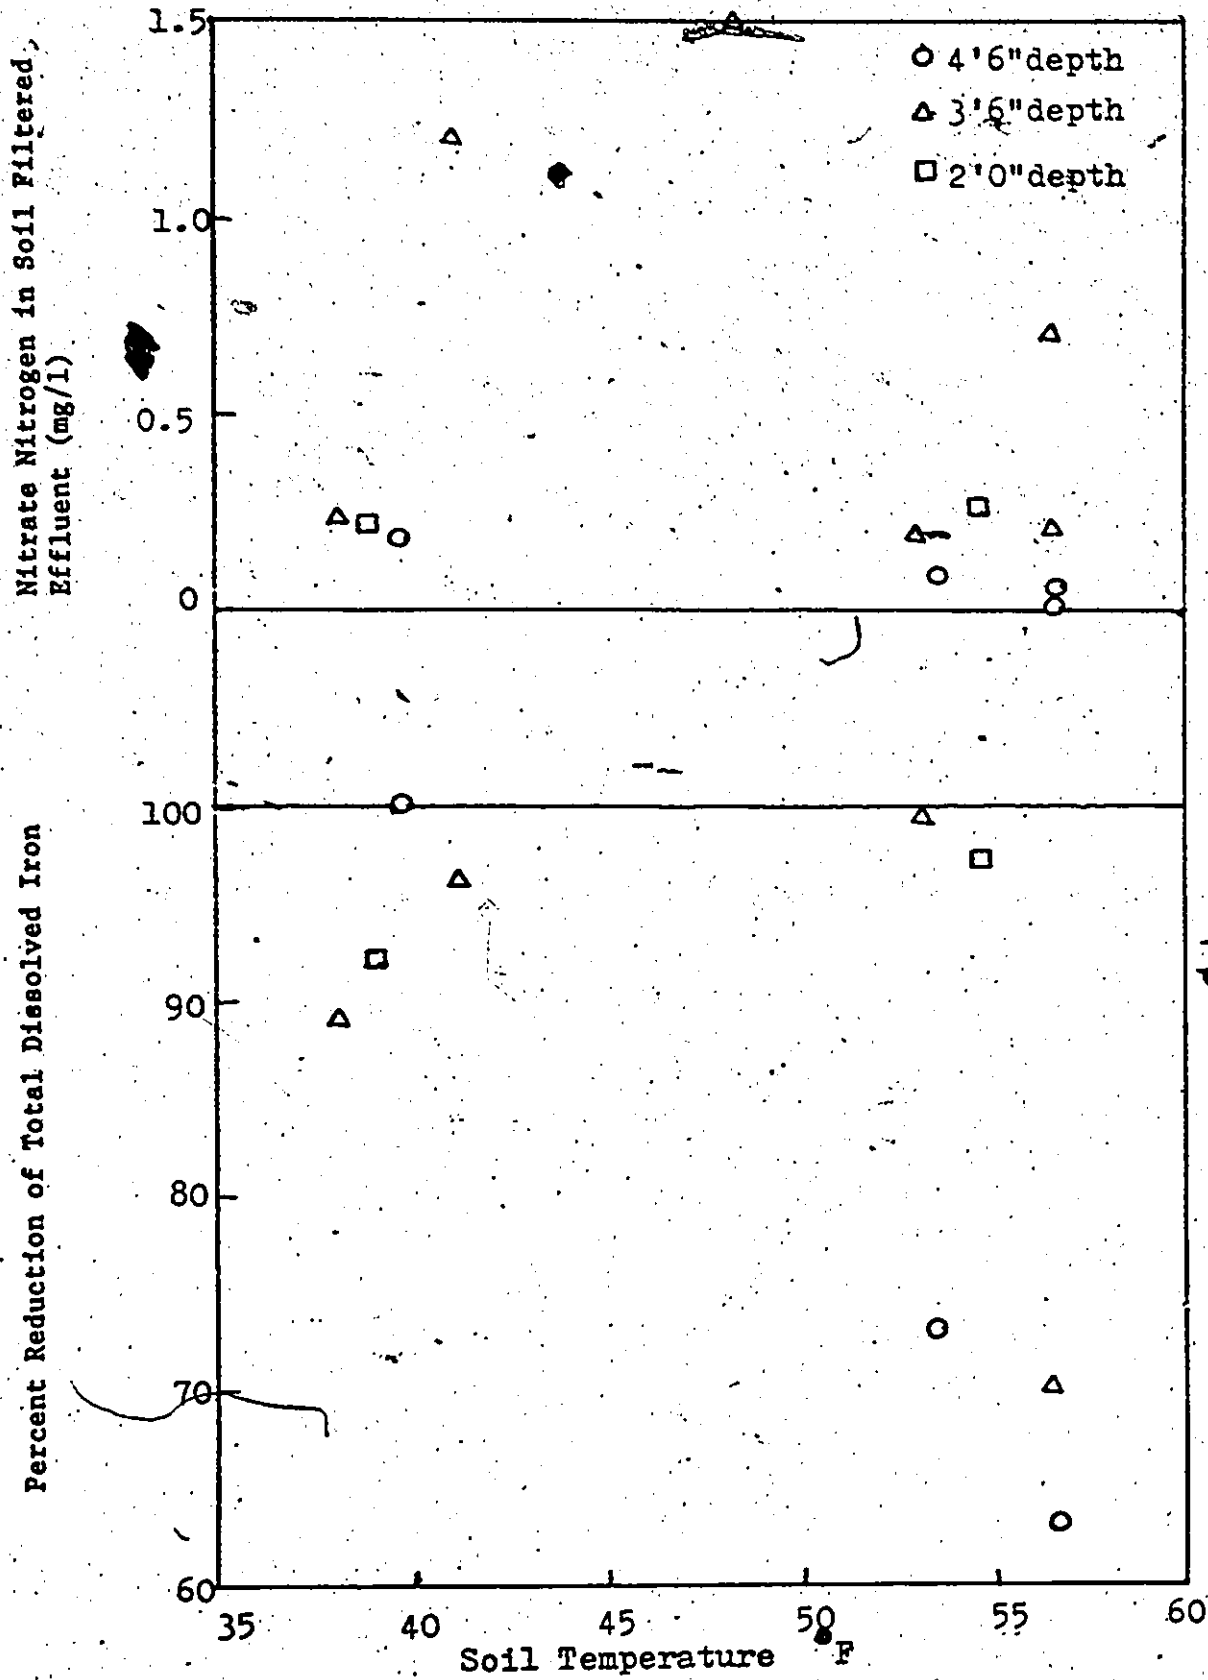 Nitrate Nitrogen in Soil Filtered,
Effluent (mg/l)
1.5
1.0
0.5
0
4'6"depth
3'6"depth
2'0"depth
Percent Reduction of Total Dissolved Iron
100
90
80
70
60
35
40
45
50
55
60
Soil Temperature °F